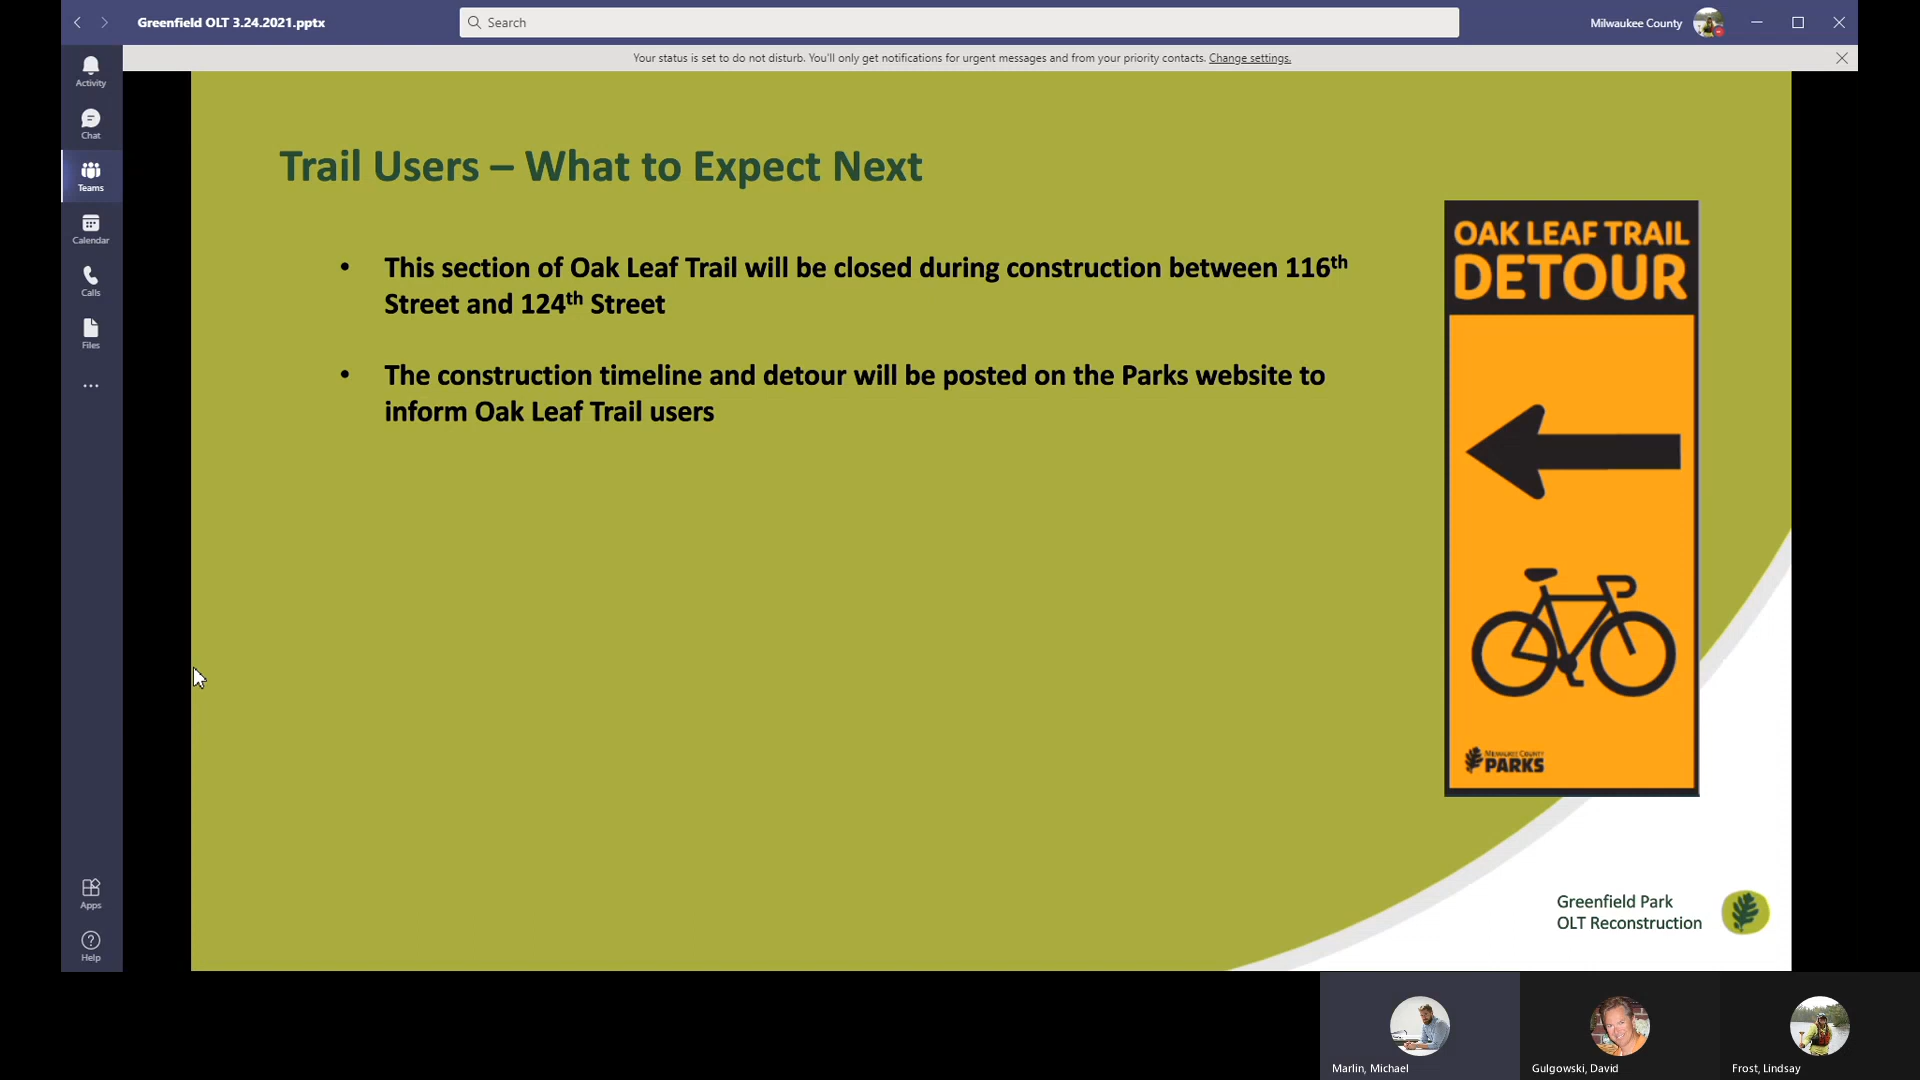 Greenfield OLT 3.24.2021.pptx
Search
Milwaukee County
Your status is set to do not disturb. You'll only get notifications for urgent messages and from your priority contacts. Change settings.
Activity
Chat
Teams
Calendar
Calls
Files
Apps
Help
Trail Users – What to Expect Next
• This section of Oak Leaf Trail will be closed during construction between 116th
Street and 124th Street
• The construction timeline and detour will be posted on the Parks website to
inform Oak Leaf Trail users
OAK LEAF TRAIL
DETOUR
MILWAUKEE COUNTY
PARKS
Greenfield Park
OLT Reconstruction
Marlin, Michael
Gulgowski, David
Frost, Lindsay